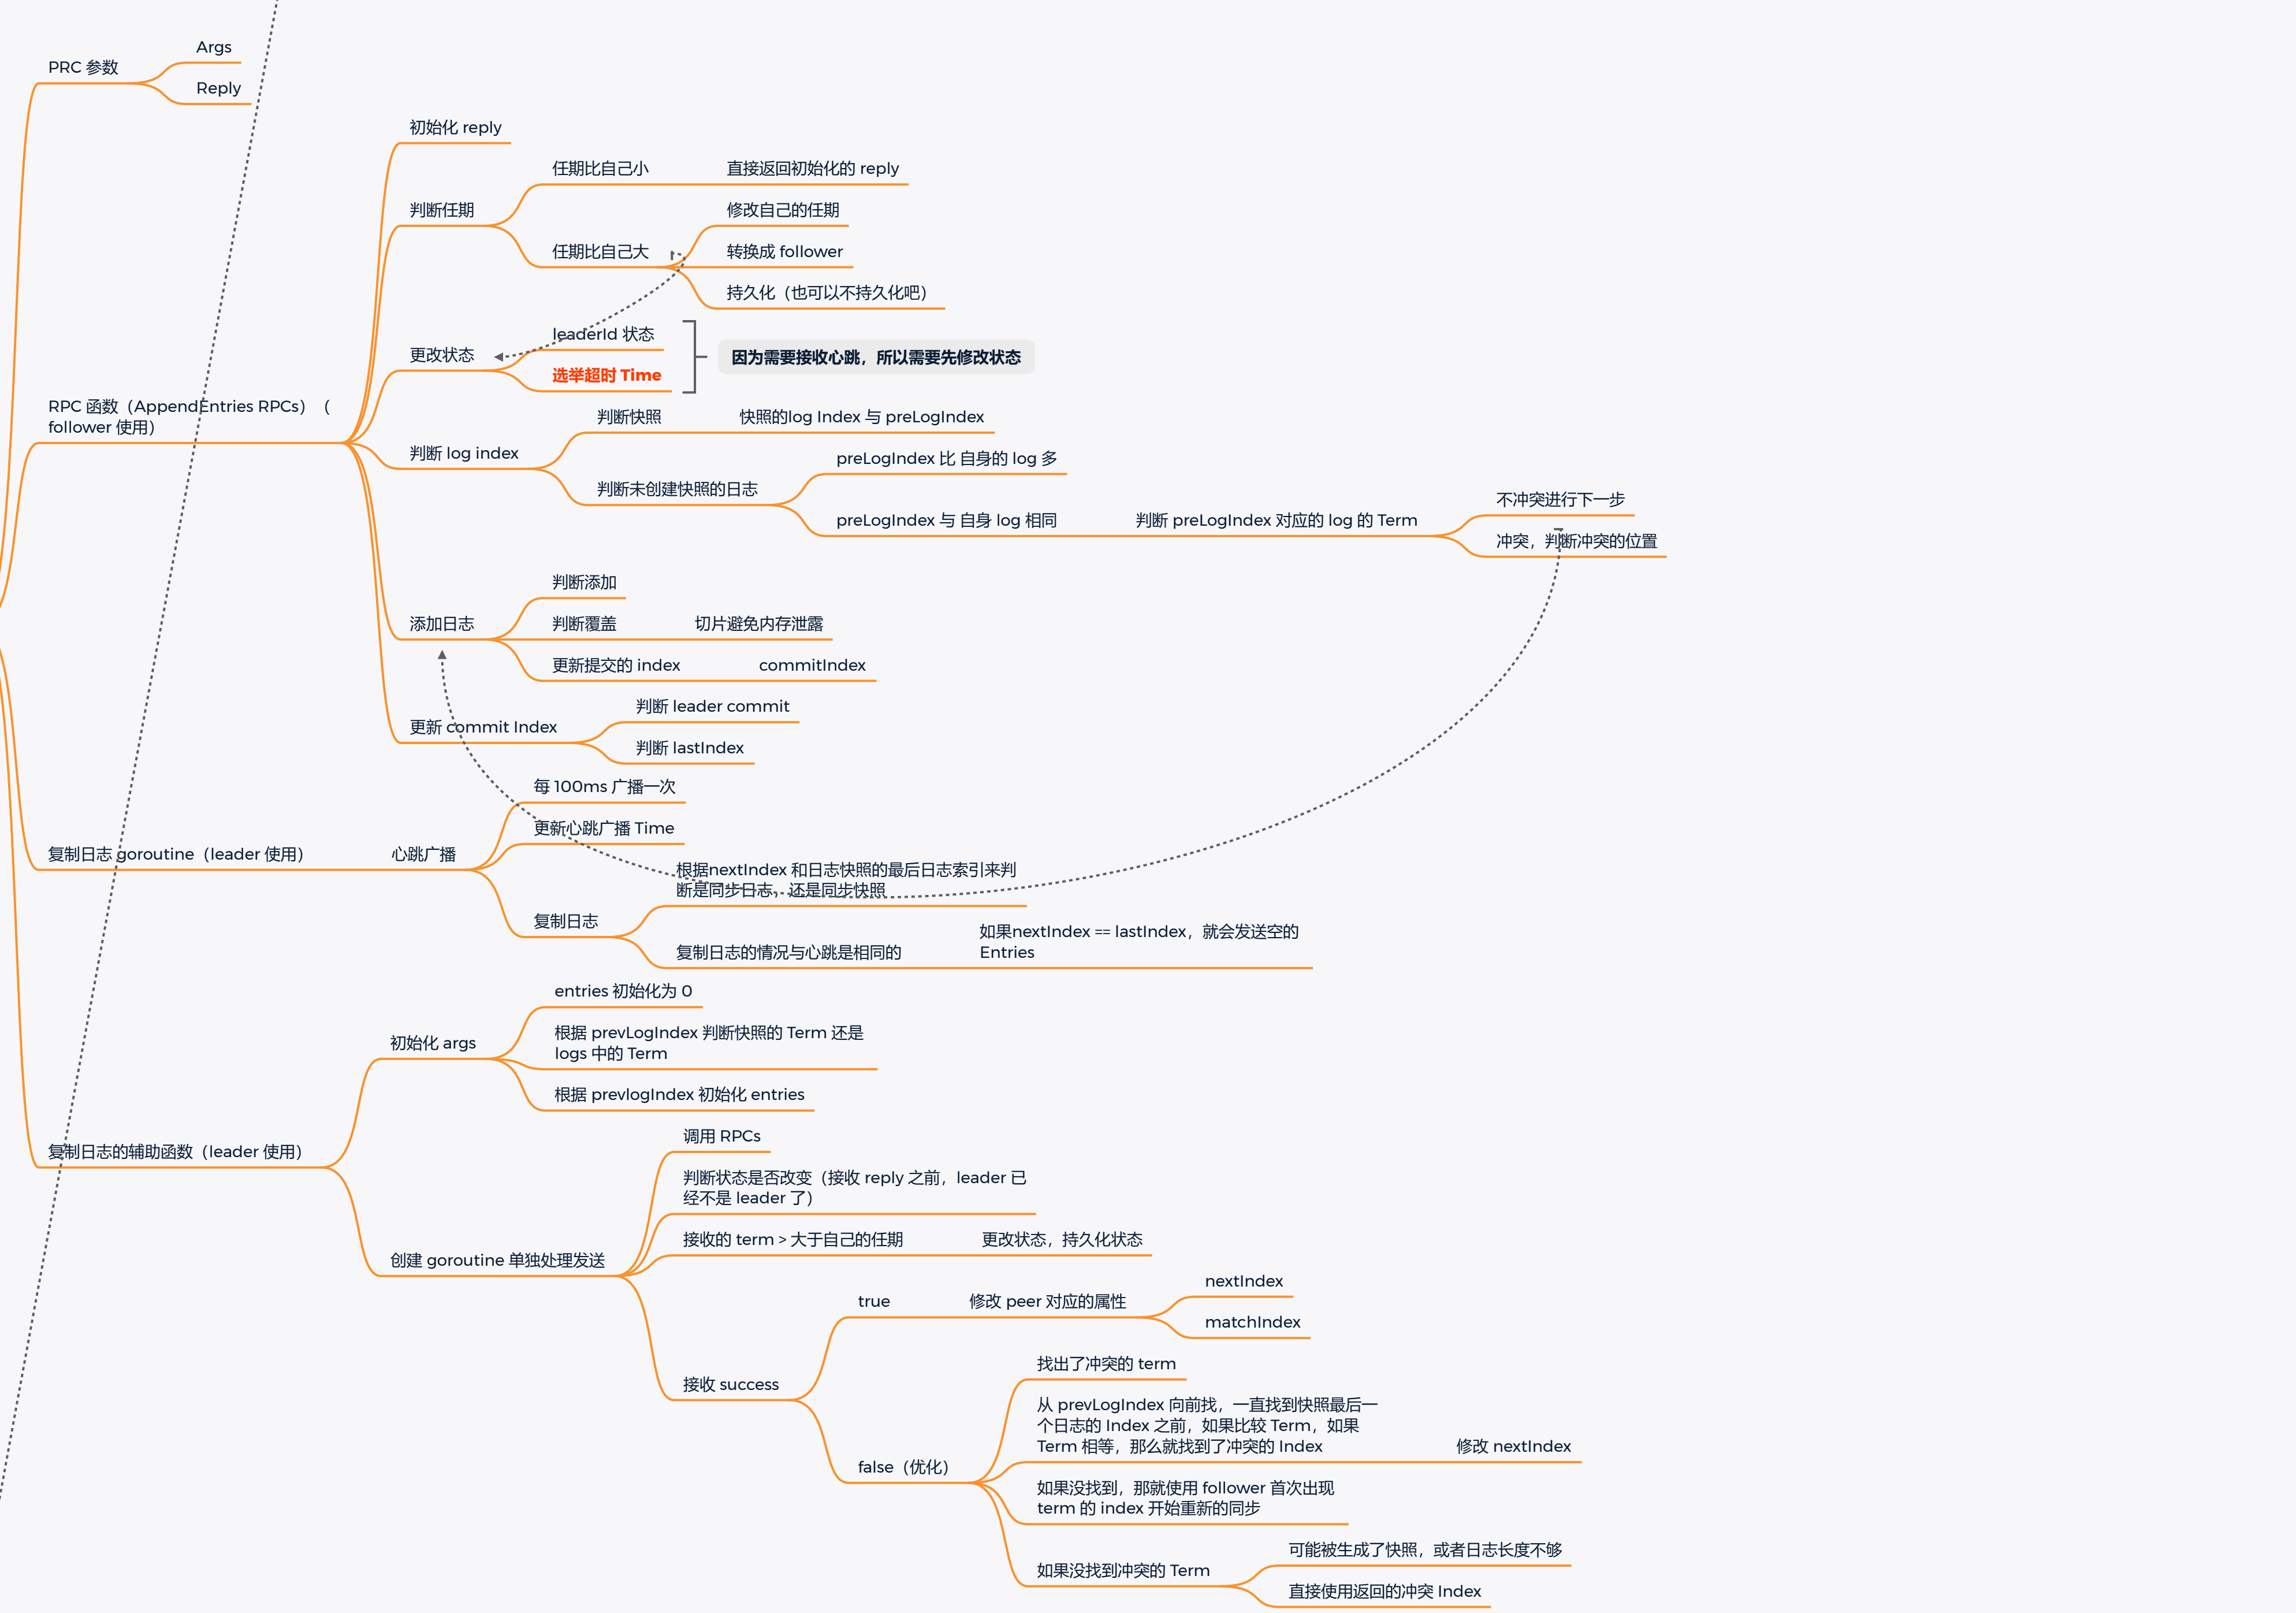 PRC 参数
Args
Reply
RPC 函数（AppendEntries RPCs）（
follower 使用）
初始化 reply
判断任期
任期比自己小
直接返回初始化的 reply
任期比自己大
修改自己的任期
转换成 follower
持久化（也可以不持久化吧）
更改状态
leaderId 状态
选举超时 Time
因为需要接收心跳，所以需要先修改状态
判断 log index
判断快照
快照的log Index 与 preLogIndex
判断未创建快照的日志
preLogIndex 比 自身的 log 多
preLogIndex 与 自身 log 相同
判断 preLogIndex 对应的 log 的 Term
不冲突进行下一步
冲突，判断冲突的位置
添加日志
判断添加
判断覆盖
切片避免内存泄露
更新提交的 index
commitIndex
更新 commit Index
判断 leader commit
判断 lastIndex
复制日志 goroutine（leader 使用）
心跳广播
每 100ms 广播一次
更新心跳广播 Time
复制日志
根据nextIndex 和日志快照的最后日志索引来判
断是同步日志，还是同步快照
复制日志的情况与心跳是相同的
如果nextIndex == lastIndex，就会发送空的
Entries
复制日志的辅助函数（leader 使用）
初始化 args
entries 初始化为 0
根据 prevLogIndex 判断快照的 Term 还是
logs 中的 Term
根据 prevlogIndex 初始化 entries
创建 goroutine 单独处理发送
调用 RPCs
判断状态是否改变（接收 reply 之前，leader 已
经不是 leader 了）
接收的 term > 大于自己的任期
更改状态，持久化状态
接收 success
true
修改 peer 对应的属性
nextIndex
matchIndex
false（优化）
找出了冲突的 term
从 prevLogIndex 向前找，一直找到快照最后一
个日志的 Index 之前，如果比较 Term，如果
Term 相等，那么就找到了冲突的 Index
修改 nextIndex
如果没找到，那就使用 follower 首次出现
term 的 index 开始重新的同步
如果没找到冲突的 Term
可能被生成了快照，或者日志长度不够
直接使用返回的冲突 Index